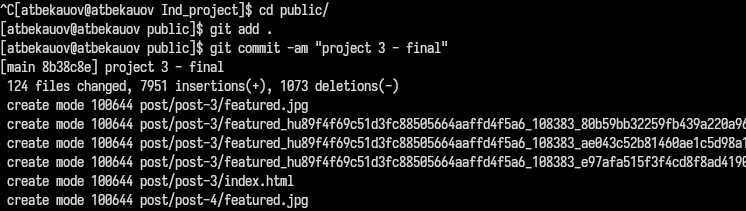 ^C[atbekauov@atbekauov Ind_project]$ cd public/
[atbekauov@atbekauov public]$ git add .
[atbekauov@atbekauov public]$ git commit -am "project 3 - final"
[main 8b38c8e] project 3 - final
 124 files changed, 7951 insertions(+), 1073 deletions(-)
 create mode 100644 post/post-3/featured.jpg
 create mode 100644 post/post-3/featured_hu89f4f69c51d3fc88505664aaffd4f5a6_108383_80b59bb32259fb439a220a96
 create mode 100644 post/post-3/featured_hu89f4f69c51d3fc88505664aaffd4f5a6_108383_ae043c52b81460ae1c5d98a1
 create mode 100644 post/post-3/featured_hu89f4f69c51d3fc88505664aaffd4f5a6_108383_e97afa515f3f4cd8f8ad4190
 create mode 100644 post/post-3/index.html
 create mode 100644 post/post-4/featured.jpg